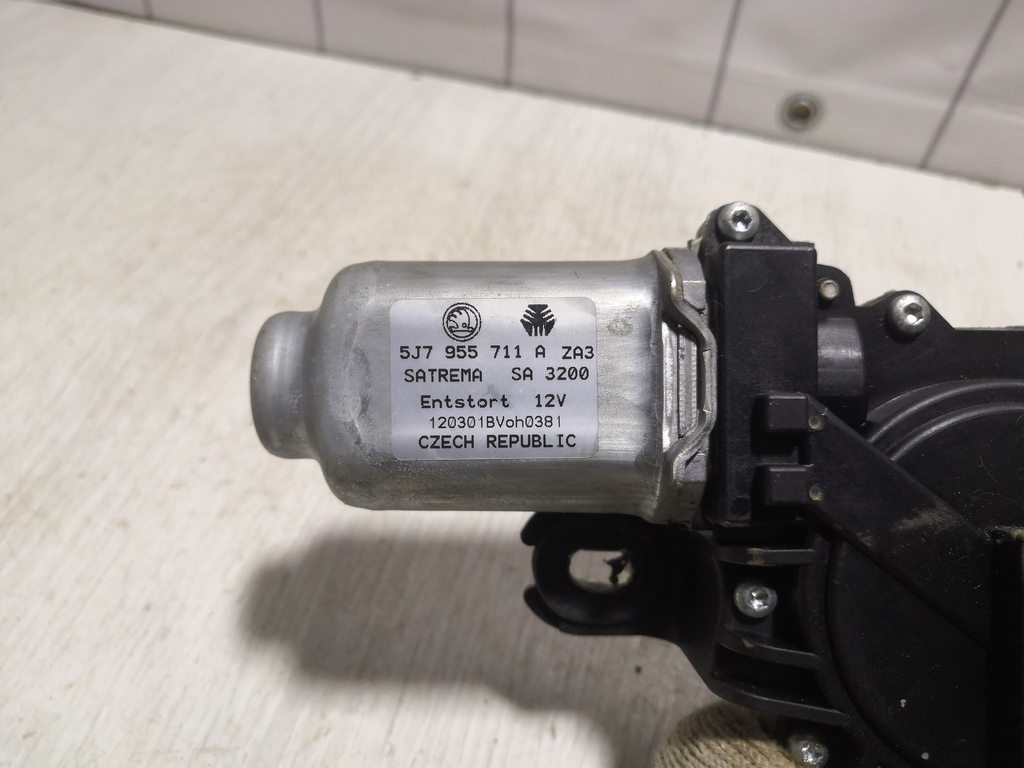 5J7 955 711 A ZA3
SATREMA SA 3200
Entstort 12V
120301BVoh0381
CZECH REPUBLIC